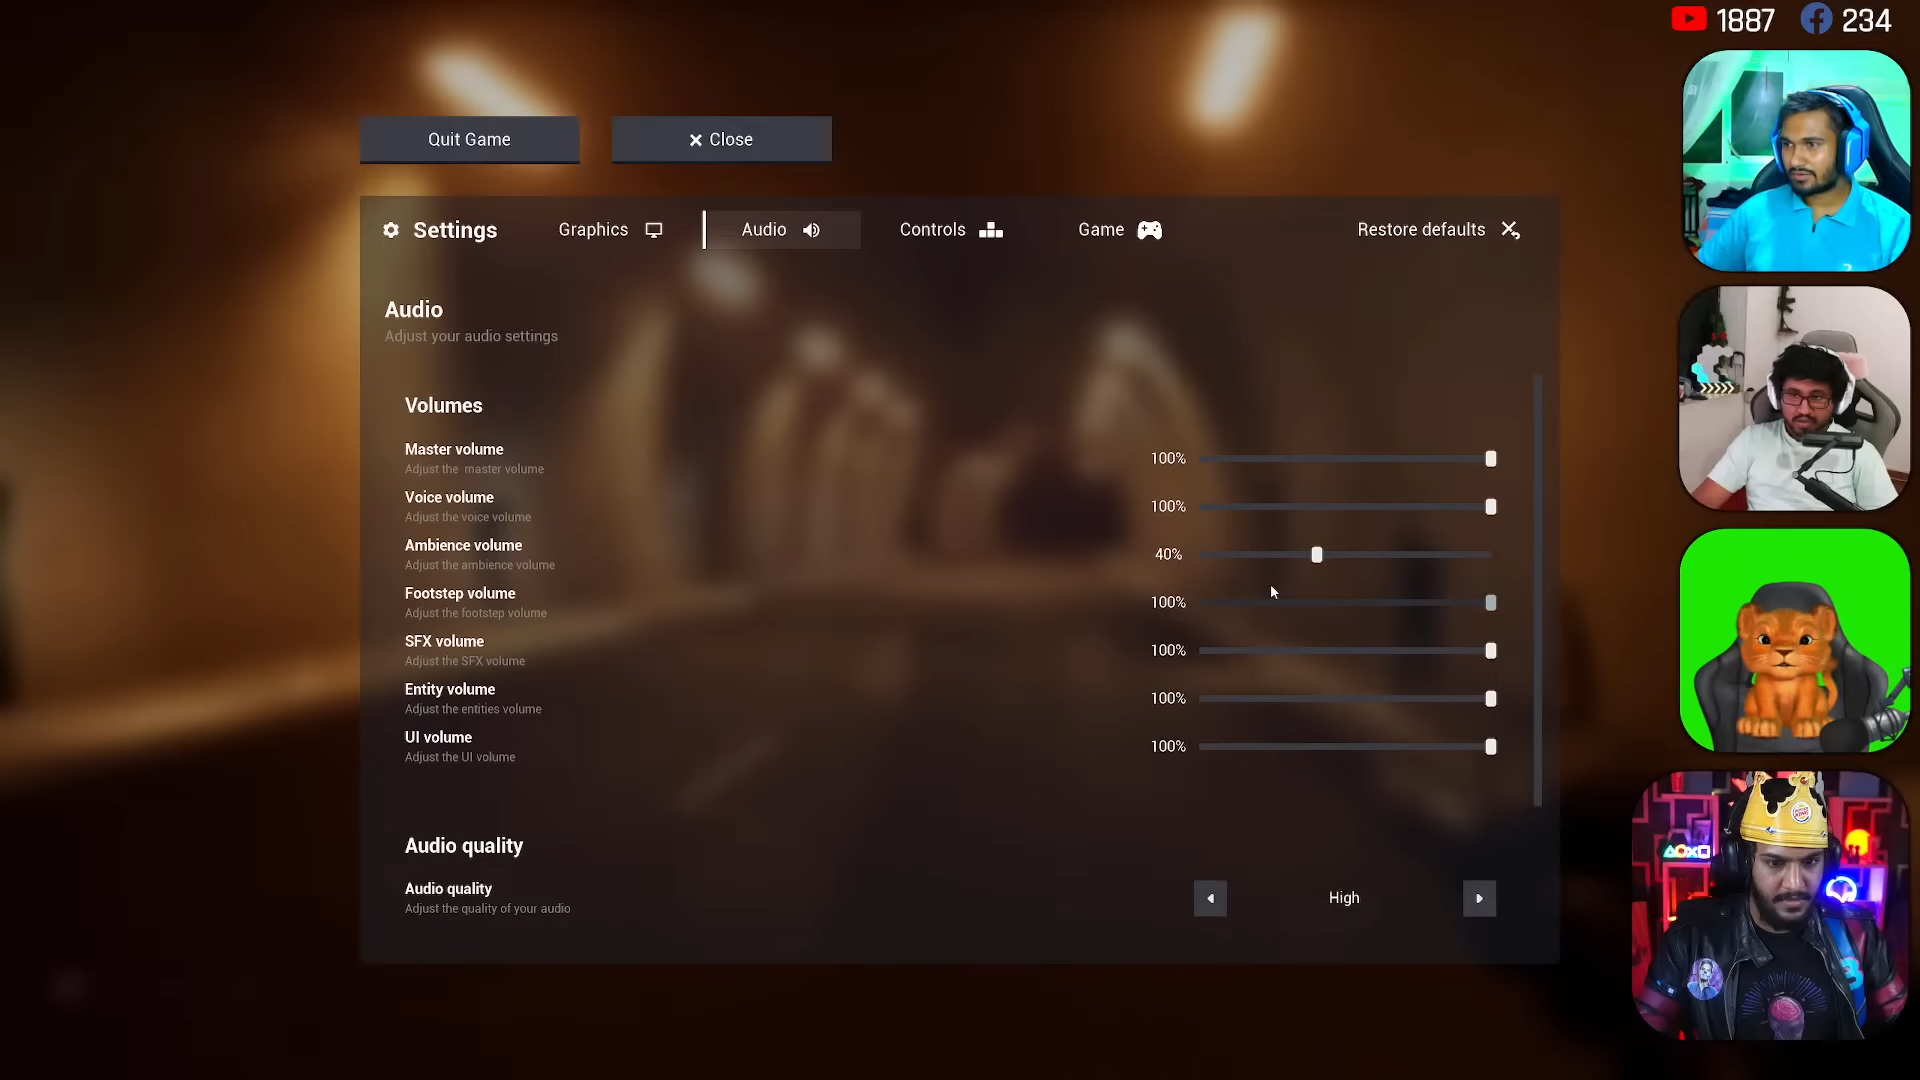 1887 234
Quit Game
Close
Settings
Graphics
Audio
Controls
Game
Restore defaults
Audio
Adjust your audio settings
Volumes
Master volume
Adjust the master volume
100%
Voice volume
Adjust the voice volume
100%
Ambience volume
Adjust the ambience volume
40%
Footstep volume
Adjust the footstep volume
100%
SFX volume
Adjust the SFX volume
100%
Entity volume
Adjust the entities volume
100%
UI volume
Adjust the UI volume
100%
Audio quality
Audio quality
Adjust the quality of your audio
High